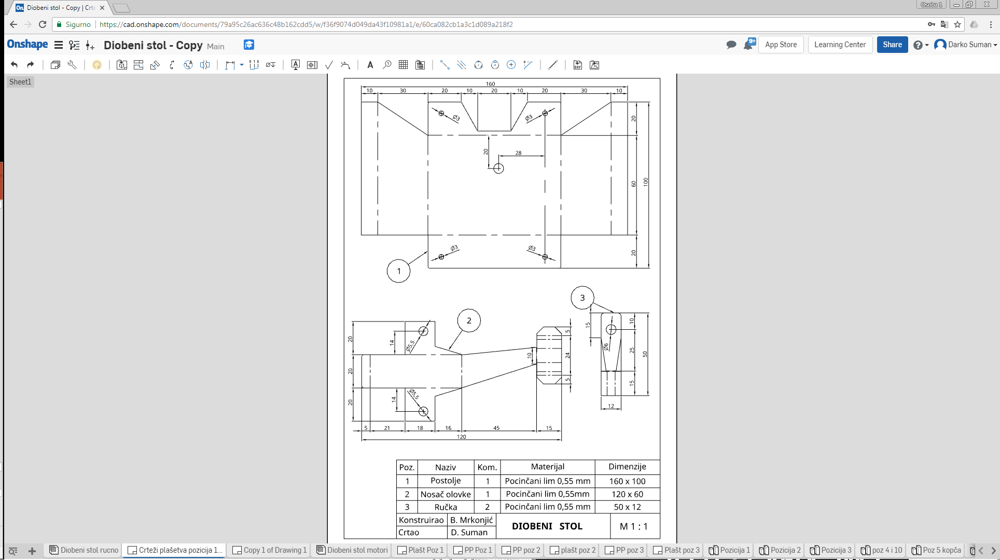 Diobeni stol - Copy | Crte
Osoba 1
Sigurno
https://cad.onshape.com/documents/79a95c26ac636c48b162cdd5/w/f36f9074d049da43f10981a1/e/60ca082cb1a3c1d089a218f2
Onshape
Diobeni stol - Copy Main
9+
App Store
Learning Center
Share
Darko Suman
Sheet1
160
10 30 20 10 20 10 20 30 10
Ø3 Ø3
20
20
28
60
100
Ø3 Ø3
20
1
3
2
20
14
Ø5,5
5
15
10
10
24
Ø6
25
50
20
20
14
Ø5,5
5
15
12
5 21 18 16 45 15
120
Poz. Naziv Kom. Materijal Dimenzije
1 Postolje 1 Pocinčani lim 0,55 mm 160 x 100
2 Nosač olovke 1 Pocinčani lim 0,55mm 120 x 60
3 Ručka 2 Pocinčani lim 0,55 mm 50 x 12
Konstruirao B. Mrkonjić
DIOBENI STOL M 1 : 1
Crtao D. Suman
Diobeni stol rucno
Crteži plašetva pozicija 1...
Copy 1 of Drawing 1
Diobeni stol motori
Plašt Poz 1
PP Poz 1
PP poz 2
plašt poz 2
PP poz 3
Plašt poz 3
Pozicija 1
Pozicija 2
Pozicija 3
poz 4 i 10
Poz 5 kopča